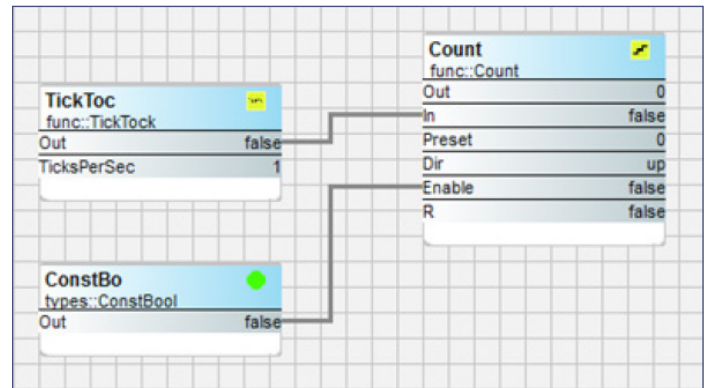 TickToc
func::TickTock
Out false
TicksPerSec 1
ConstBo
types::ConstBool
Out false
Count
func::Count
Out 0
In false
Preset 0
Dir up
Enable false
R false